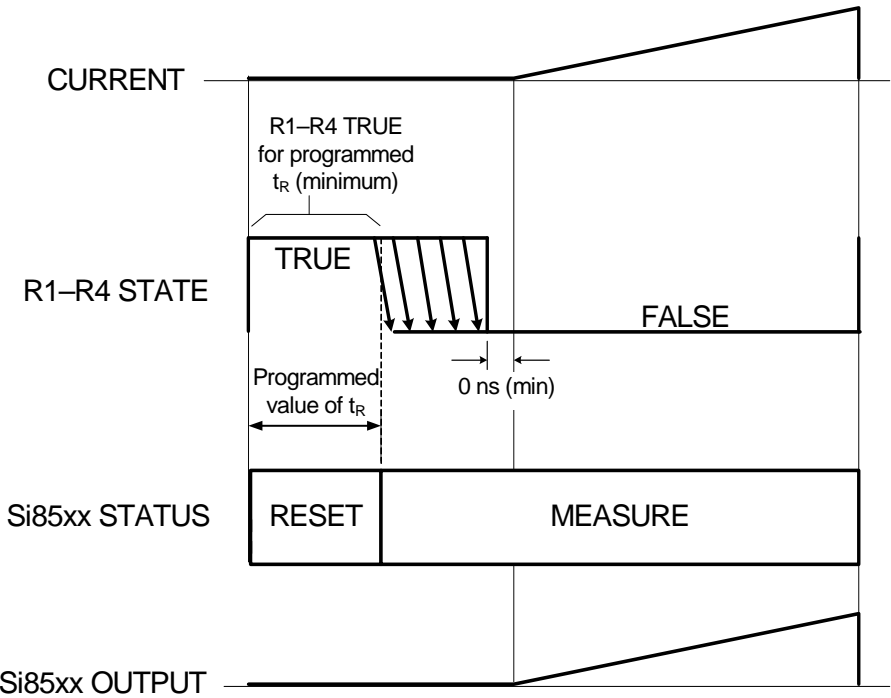 CURRENT
R1–R4 TRUE
for programmed
tR (minimum)
TRUE
R1–R4 STATE
FALSE
0 ns (min)
Programmed
value of tR
Si85xx STATUS
RESET
MEASURE
Si85xx OUTPUT